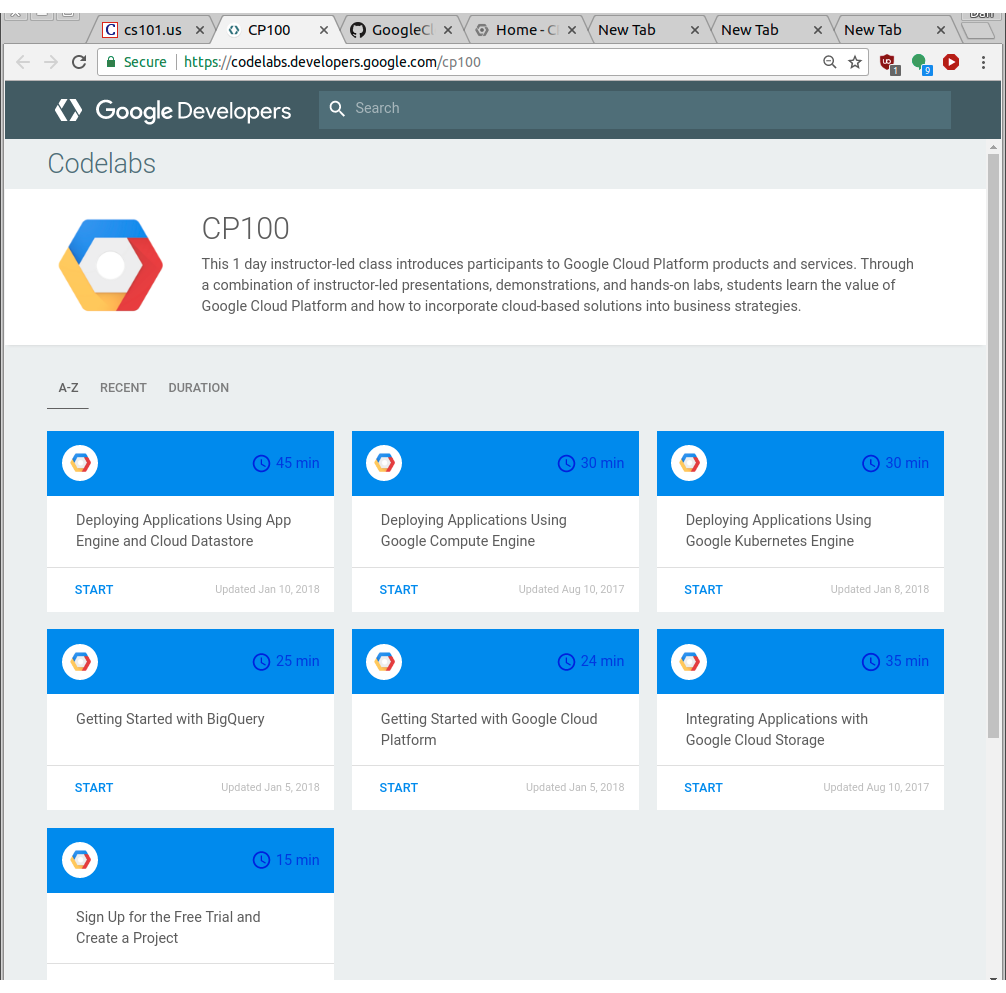 cs101.us
CP100
GoogleCl
Home - C
New Tab
New Tab
New Tab
Secure
https://codelabs.developers.google.com/cp100
1
9
Google Developers
Search
Codelabs
CP100
This 1 day instructor-led class introduces participants to Google Cloud Platform products and services. Through
a combination of instructor-led presentations, demonstrations, and hands-on labs, students learn the value of
Google Cloud Platform and how to incorporate cloud-based solutions into business strategies.
A-Z
RECENT
DURATION
45 min
Deploying Applications Using App
Engine and Cloud Datastore
START
Updated Jan 10, 2018
30 min
Deploying Applications Using
Google Compute Engine
START
Updated Aug 10, 2017
30 min
Deploying Applications Using
Google Kubernetes Engine
START
Updated Jan 8, 2018
25 min
Getting Started with BigQuery
START
Updated Jan 5, 2018
24 min
Getting Started with Google Cloud
Platform
START
Updated Jan 5, 2018
35 min
Integrating Applications with
Google Cloud Storage
START
Updated Aug 10, 2017
15 min
Sign Up for the Free Trial and
Create a Project